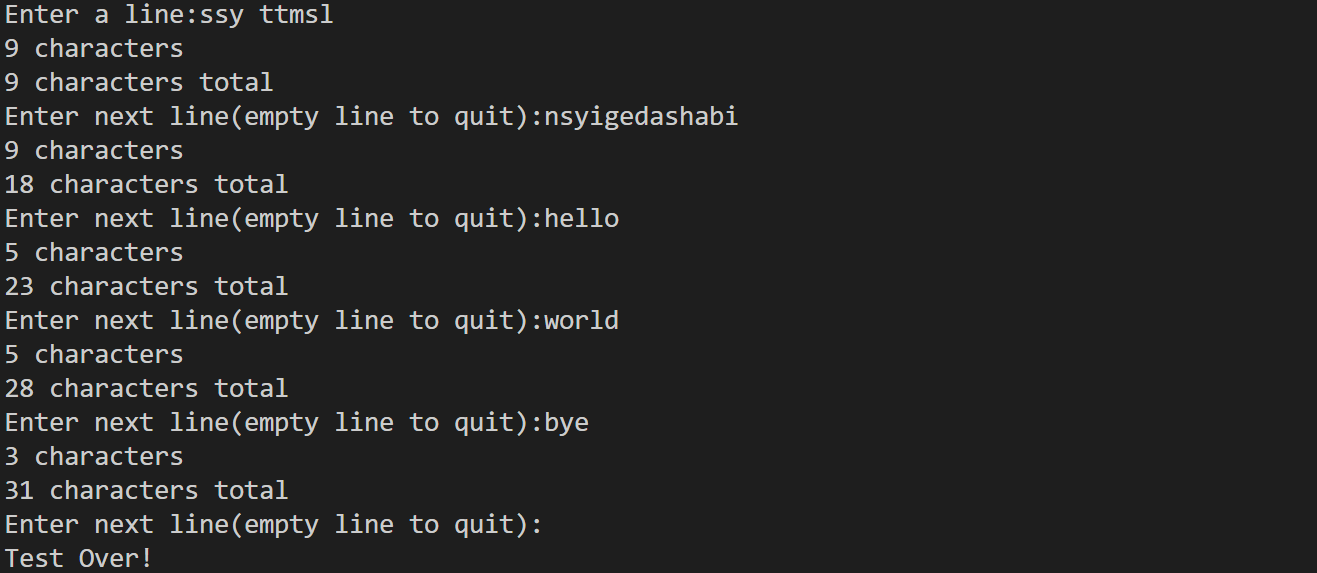 Enter a line:ssy ttmsl
9 characters
9 characters total
Enter next line(empty line to quit):nsyigedashabi
9 characters
18 characters total
Enter next line(empty line to quit):hello
5 characters
23 characters total
Enter next line(empty line to quit):world
5 characters
28 characters total
Enter next line(empty line to quit):bye
3 characters
31 characters total
Enter next line(empty line to quit):
Test Over!